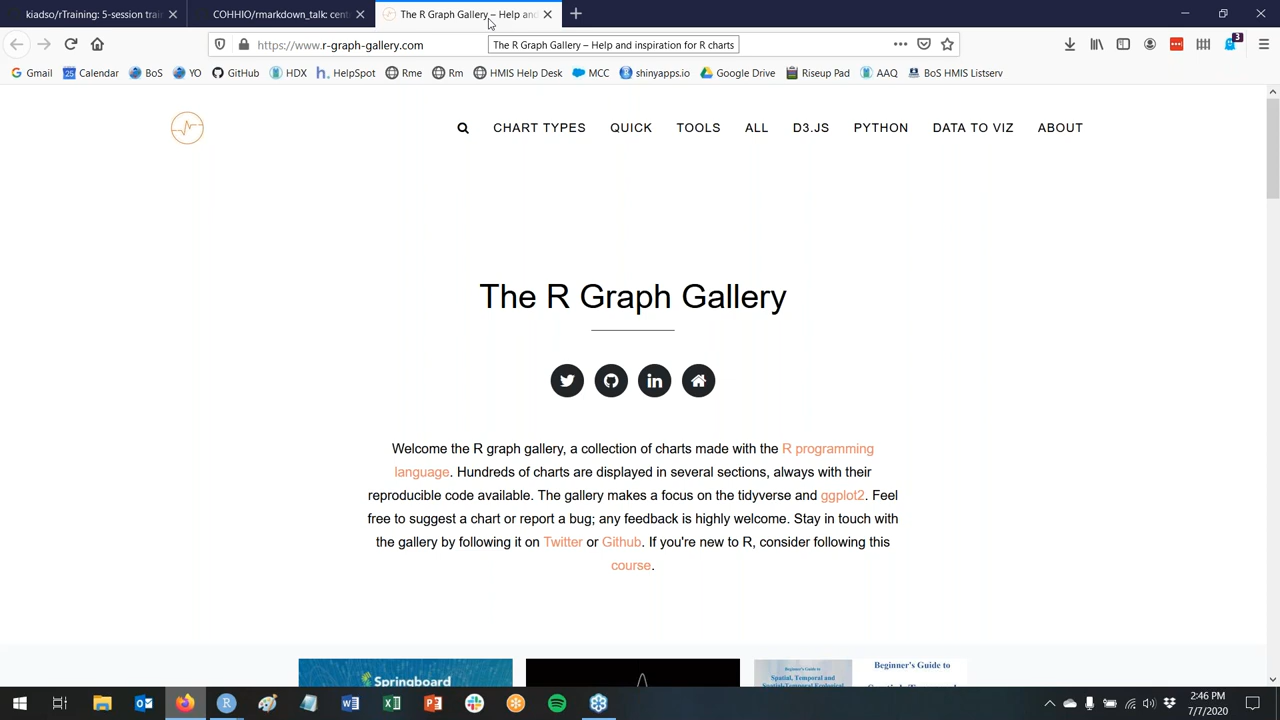 kiadso/rTraining: 5-session trai
COHHIO/rmarkdown_talk: cent
The R Graph Gallery – Help and
https://www.r-graph-gallery.com
The R Graph Gallery – Help and inspiration for R charts
3
Gmail
Calendar
BoS
YO
GitHub
HDX
HelpSpot
Rme
Rm
HMIS Help Desk
MCC
shinyapps.io
Google Drive
Riseup Pad
AAQ
BoS HMIS Listserv
CHART TYPES
QUICK
TOOLS
ALL
D3.JS
PYTHON
DATA TO VIZ
ABOUT
The R Graph Gallery
Welcome the R graph gallery, a collection of charts made with the R programming
language. Hundreds of charts are displayed in several sections, always with their
reproducible code available. The gallery makes a focus on the tidyverse and ggplot2. Feel
free to suggest a chart or report a bug; any feedback is highly welcome. Stay in touch with
the gallery by following it on Twitter or Github. If you're new to R, consider following this
course.
Springboard
Beginner's Guide to
Spatial, Temporal and
Beginner's Guide to
2:46 PM
7/7/2020